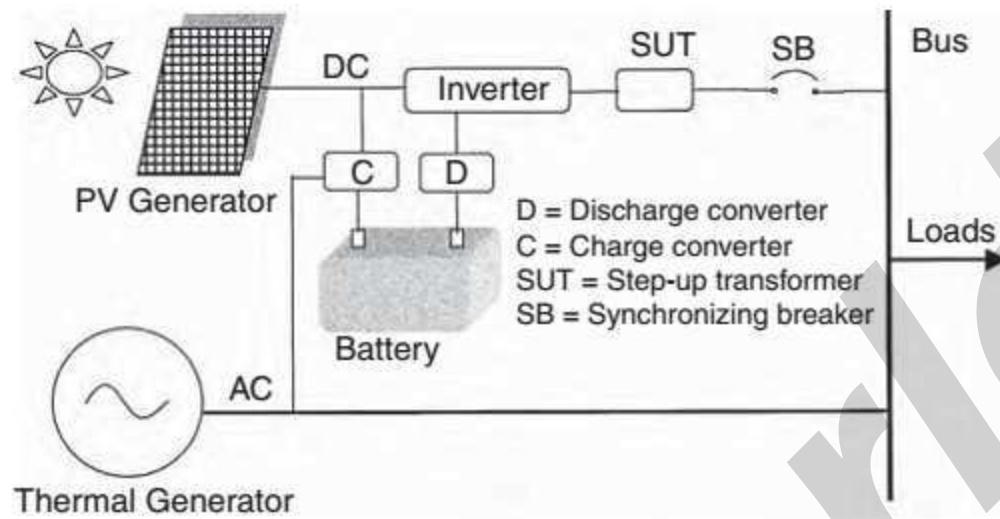 SUT
SB
Bus
DC
Inverter
C
D
PV Generator
D = Discharge converter
C = Charge converter
SUT = Step-up transformer
SB = Synchronizing breaker
Loads
Battery
AC
Thermal Generator